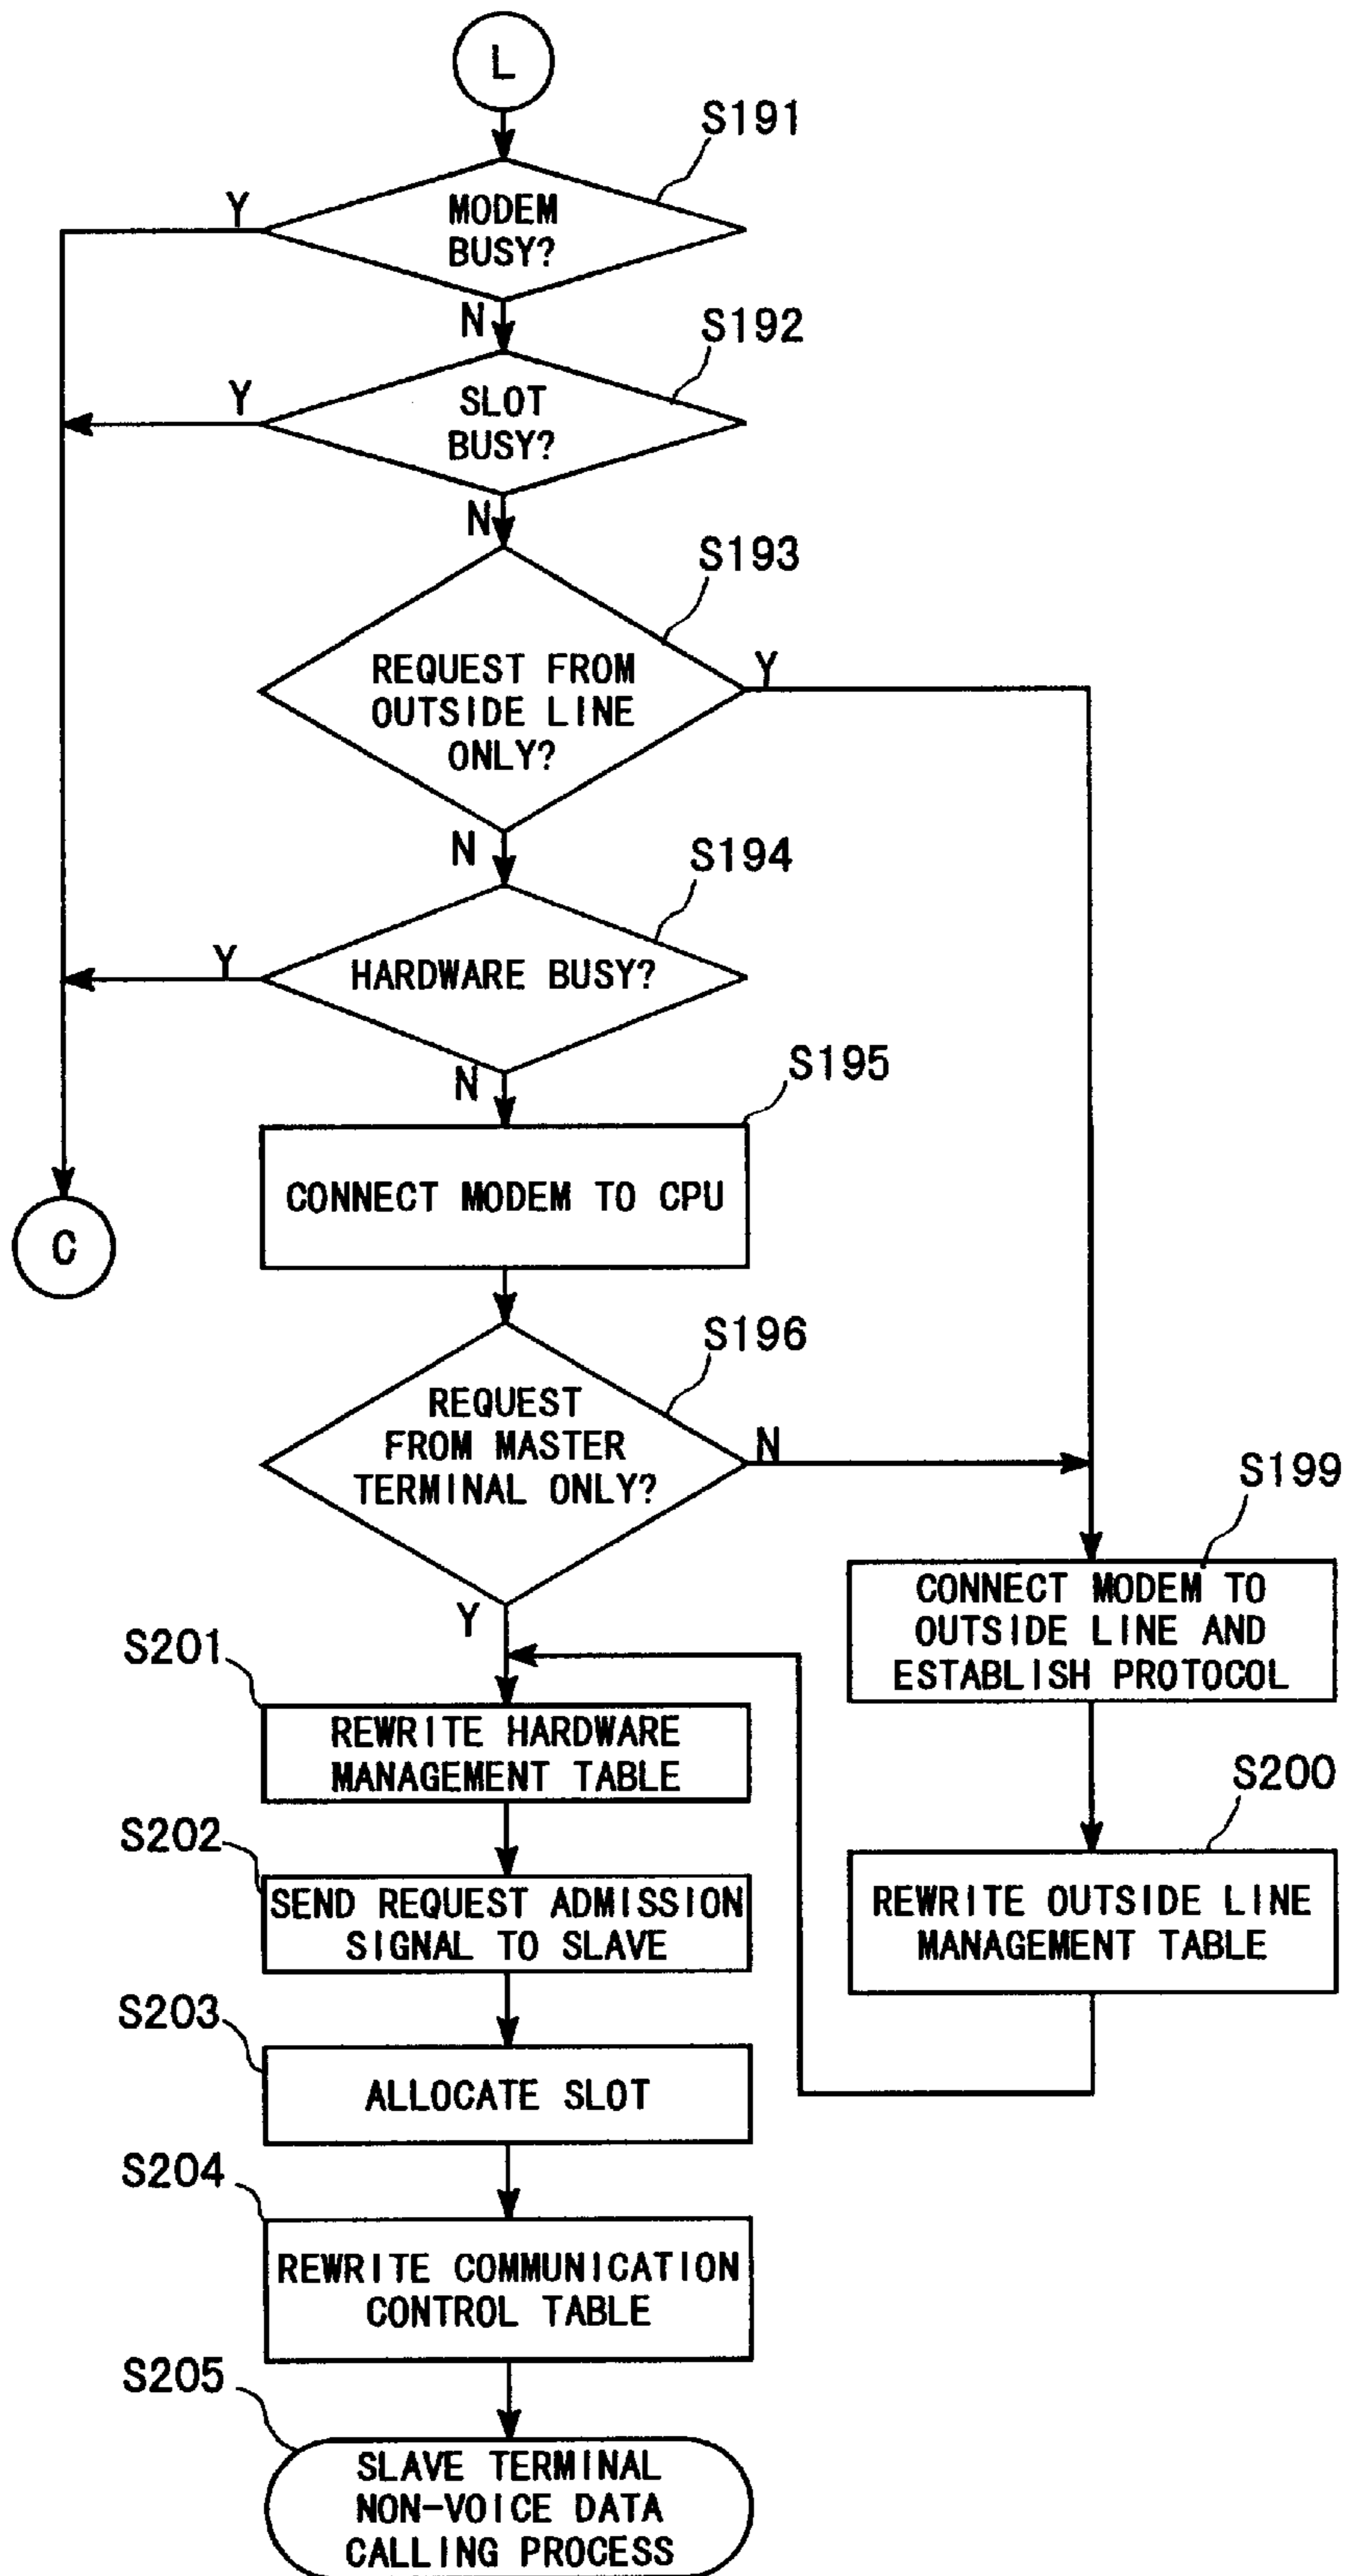 L
S191
Y
MODEM
BUSY?
N
S192
Y
SLOT
BUSY?
N
S193
REQUEST FROM
OUTSIDE LINE
ONLY?
Y
N
S194
Y
HARDWARE BUSY?
N
S195
CONNECT MODEM TO CPU
C
S196
REQUEST
FROM MASTER
TERMINAL ONLY?
N
Y
S199
CONNECT MODEM TO
OUTSIDE LINE AND
ESTABLISH PROTOCOL
S200
REWRITE OUTSIDE LINE
MANAGEMENT TABLE
S201
REWRITE HARDWARE
MANAGEMENT TABLE
S202
SEND REQUEST ADMISSION
SIGNAL TO SLAVE
S203
ALLOCATE SLOT
S204
REWRITE COMMUNICATION
CONTROL TABLE
S205
SLAVE TERMINAL
NON-VOICE DATA
CALLING PROCESS